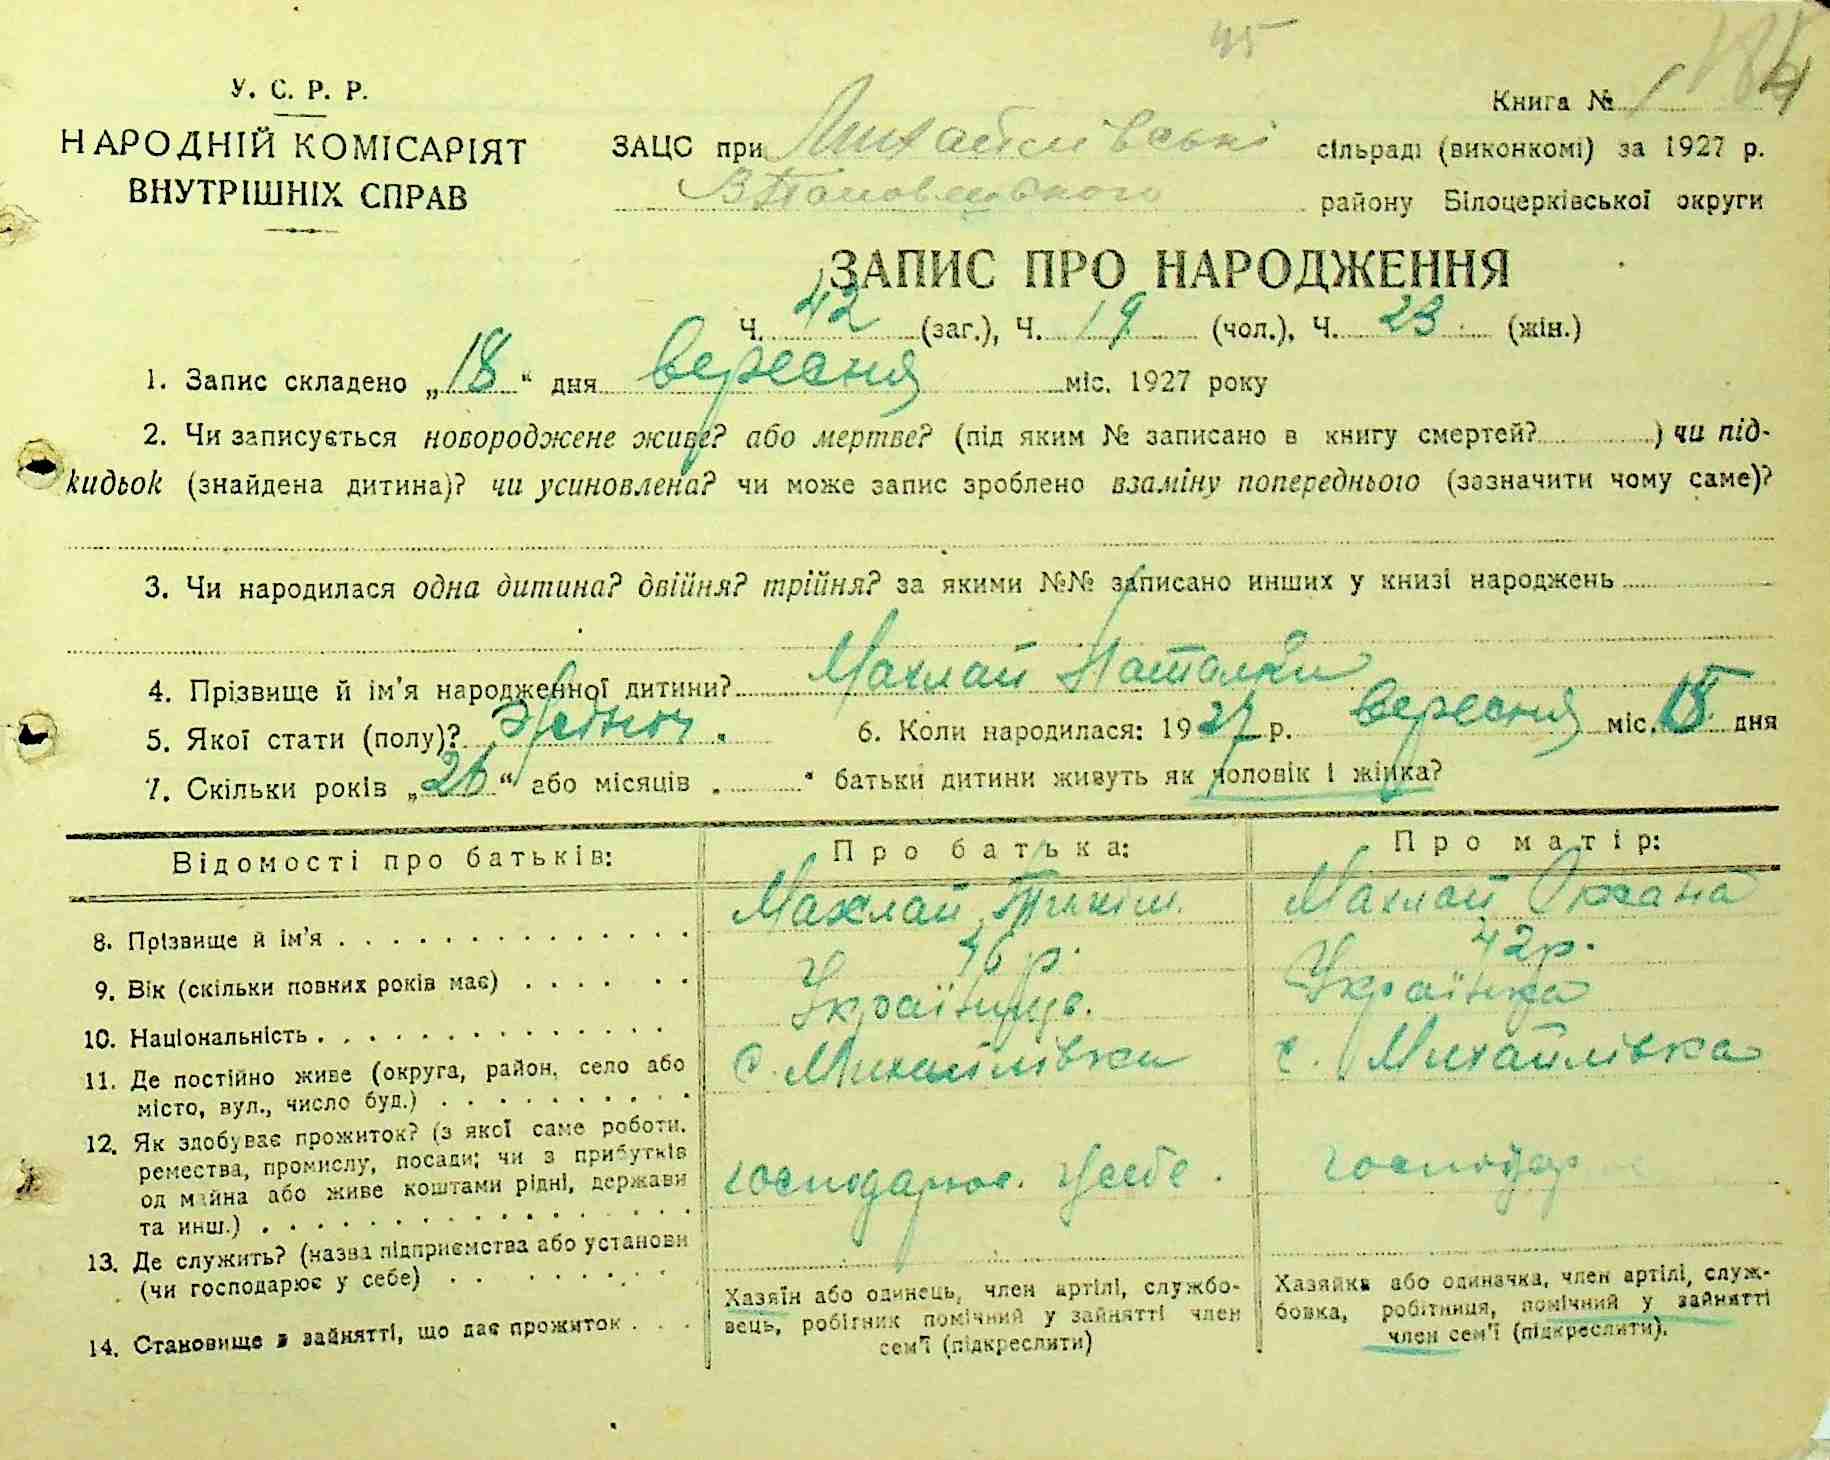 45
184
У. С. Р. Р.
НАРОДНІЙ КОМІСАРІЯТ
ВНУТРІШНІХ СПРАВ
Книга № 1
ЗАЦС при Михайлівські сільраді (виконкомі) за 1927 р.
району Білоцерківської округи
ЗАПИС ПРО НАРОДЖЕННЯ
Ч. 42 (заг.), Ч. 19 (чол.), Ч. 23 (жін.)
1. Запис складено „18“ дня вересня міс. 1927 року
2. Чи записується новороджене живе? або мертве? (під яким № записано в книгу смертей?) чи під-
кидьок (знайдена дитина)? чи усиновлена? чи може запис зроблено взаміну попереднього (зазначити чому саме)?
3. Чи народилася одна дитина? двійня? трійня? за якими №№ записано инших у книзі народжень
4. Прізвище й ім'я народженної дитини? Махлай Наталки
5. Якої стати (полу)? Жіночі. 6. Коли народилася: 1927 р. вересня міс. 15 дня
7. Скільки років „26“ або місяців „ “ батьки дитини живуть як чоловік і жінка?
Відомості про батьків: Про батька: Про матір:
8. Прізвище й ім'я Махлай Махлай Оксана
9. Вік (скільки повних років має) 46 р. 42 р.
10. Національність Українцв. Українка
11. Де постійно живе (округа, район, село або
місто, вул., число буд.) с. Михайлівки с. Михайлівка
12. Як здобуває прожиток? (з якої саме роботи,
ремества, промислу, посади; чи з прибутків
од майна або живе коштами рідні, держави
та инш.) господарює. у себе. господар
13. Де служить? (назва підприємства або установи
(чи господарює у себе)
14. Становище в зайнятті, що дає прожиток
Хазяїн або одинець, член артілі, службо-
вець, робітник помічний у зайнятті член
сем'ї (підкреслити)
Хазяйка або одиначка, член артілі, служ-
бовка, робітниця, помічний у зайнятті
член сем'ї (підкреслити).